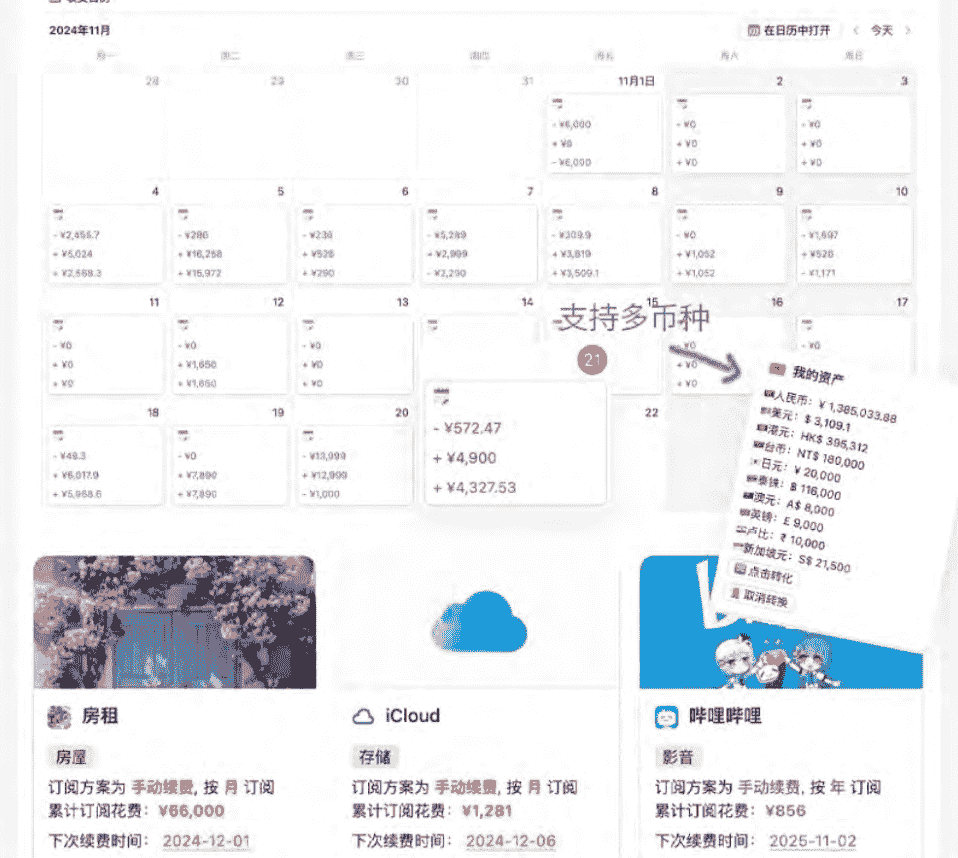 2024年11月
在日历中打开
今天
周一 周二 周三 周四 周五 周六 周日
28 29 30 31 11月1日 2 3
- ¥6,000 - ¥0 - ¥0
+ ¥0 + ¥0 + ¥0
- ¥6,000 + ¥0 + ¥0
4 5 6 7 8 9 10
- ¥286 - ¥236 - ¥5,289 - ¥309.9 - ¥0 - ¥1,697
+ ¥5,024 + ¥16,258 + ¥526 + ¥2,999 + ¥3,819 + ¥1,052 + ¥526
+ ¥15,972 + ¥290 - ¥2,290 + ¥3,509.1 + ¥1,052 - ¥1,171
11 12 13 14 15 16 17
支持多币种
- ¥0 - ¥0 - ¥0 - ¥0 - ¥0
+ ¥0 + ¥1,650 + ¥0 + ¥0
+ ¥0 + ¥1,650 + ¥0 + ¥0
21
18 19 20 22
- ¥0 - ¥13,999
+ ¥7,890 + ¥12,999
+ ¥7,890 - ¥1,000
- ¥572.47
+ ¥4,900
+ ¥4,327.53
我的资产
人民币：¥ 1,385,033.88
美元：$ 3,109.1
港元：HK$ 395,312
台币：NT$ 180,000
日元：¥ 20,000
泰铢：฿ 116,000
澳元：A$ 8,000
英镑：£ 9,000
卢比：₹ 10,000
新加坡元：S$ 21,500
点击转化
取消转换
房租
房屋
订阅方案为 手动续费, 按 月 订阅
累计订阅花费：¥66,000
下次续费时间：2024-12-01
iCloud
存储
订阅方案为 手动续费, 按 月 订阅
累计订阅花费：¥1,281
下次续费时间：2024-12-06
哔哩哔哩
影音
订阅方案为 手动续费, 按 年 订阅
累计订阅花费：¥856
下次续费时间：2025-11-02